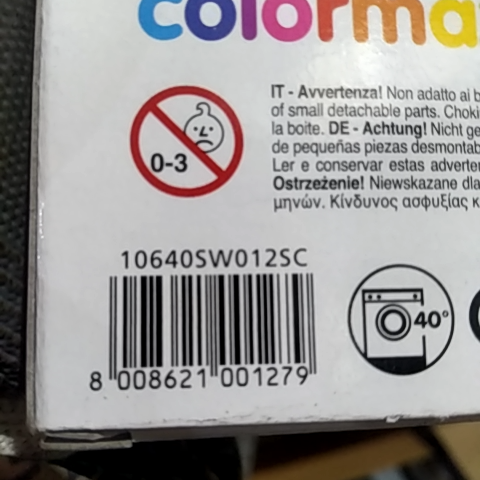 colorma
IT - Avvertenza! Non adatto ai b
of small detachable parts. Choki
la boite. DE - Achtung! Nicht ge
de pequeñas piezas desmontab
Ler e conservar estas adverte
Ostrzeżenie! Niewskazane dla
μηνών. Κίνδυνος ασφυξίας κ
0-3
10640SW012SC
40°
8 008621 001279